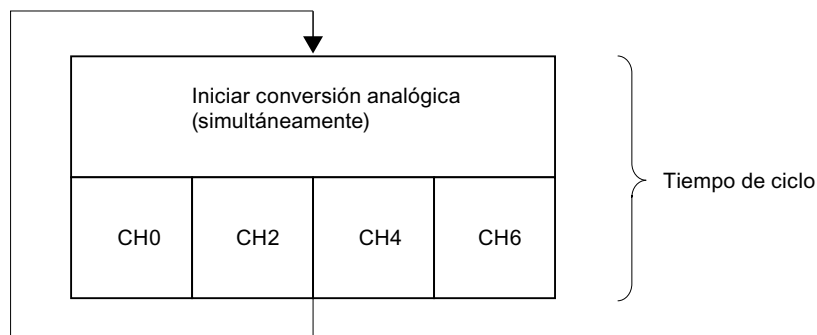 Iniciar conversión analógica
(simultáneamente)
Tiempo de ciclo
CH0
CH2
CH4
CH6